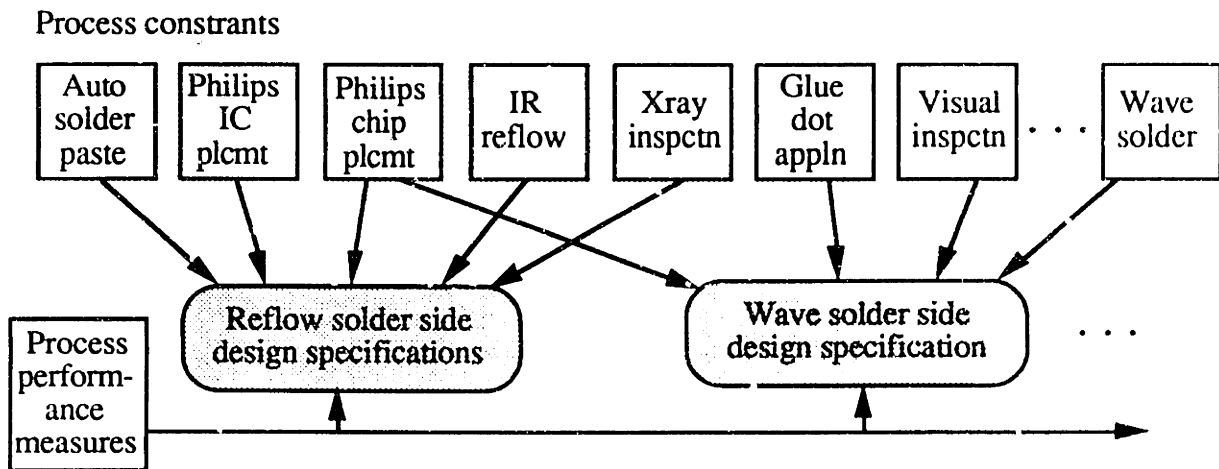 Process constrants
Auto
solder
paste
Philips
IC
plcmt
Philips
chip
plcmt
IR
reflow
Xray
inspctn
Glue
dot
appln
Visual
inspctn
. . .
Wave
solder
Reflow solder side
design specifications
Wave solder side
design specification
. . .
Process
perform-
ance
measures